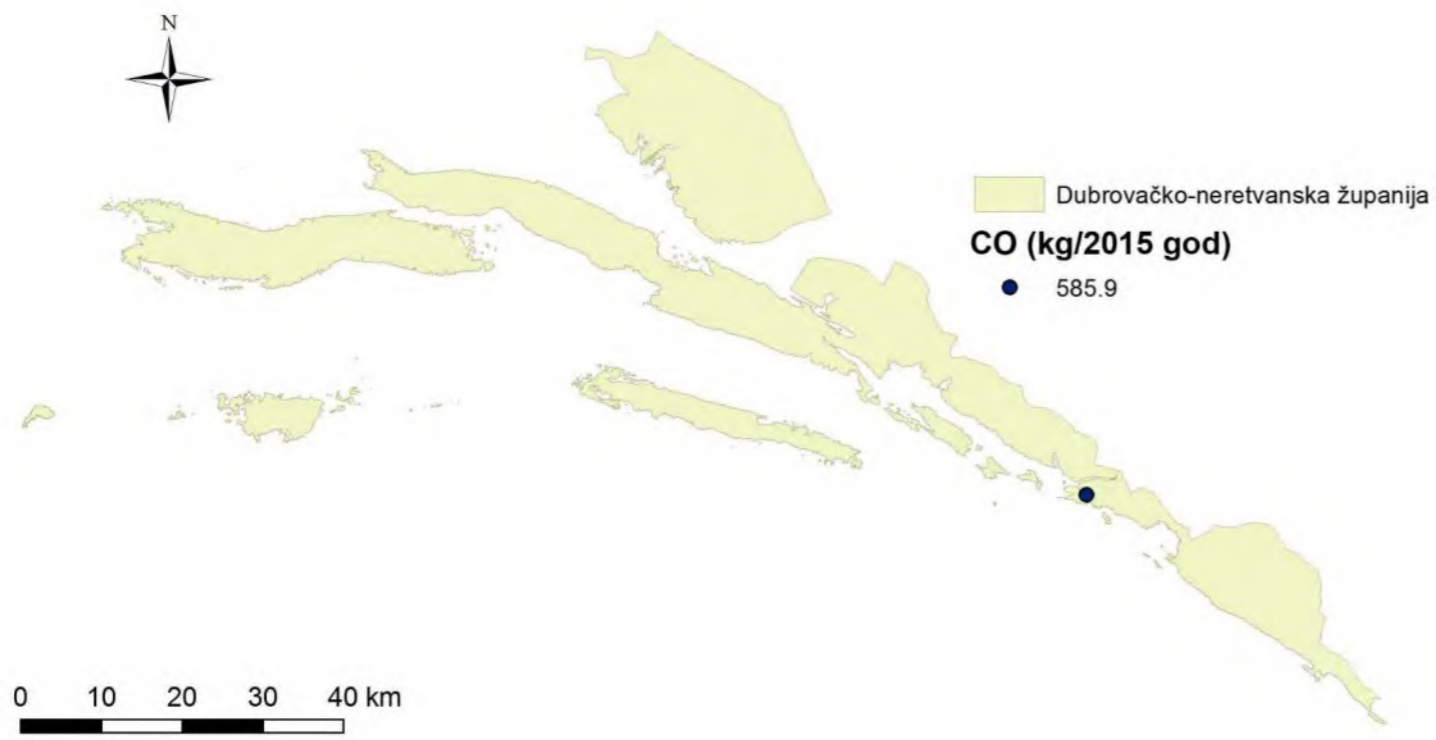 N
Dubrovačko-neretvanska županija
CO (kg/2015 god)
585.9
0 10 20 30 40 km